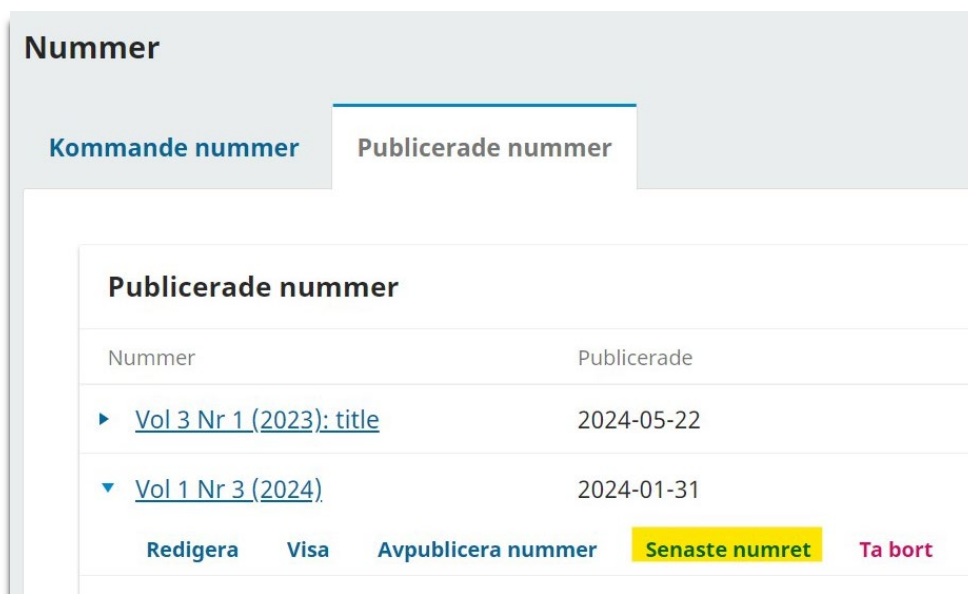 Nummer
Kommande nummer Publicerade nummer
Publicerade nummer
Nummer Publicerade
Vol 3 Nr 1 (2023): title 2024-05-22
Vol 1 Nr 3 (2024) 2024-01-31
Redigera Visa Avpublicera nummer Senaste numret Ta bort